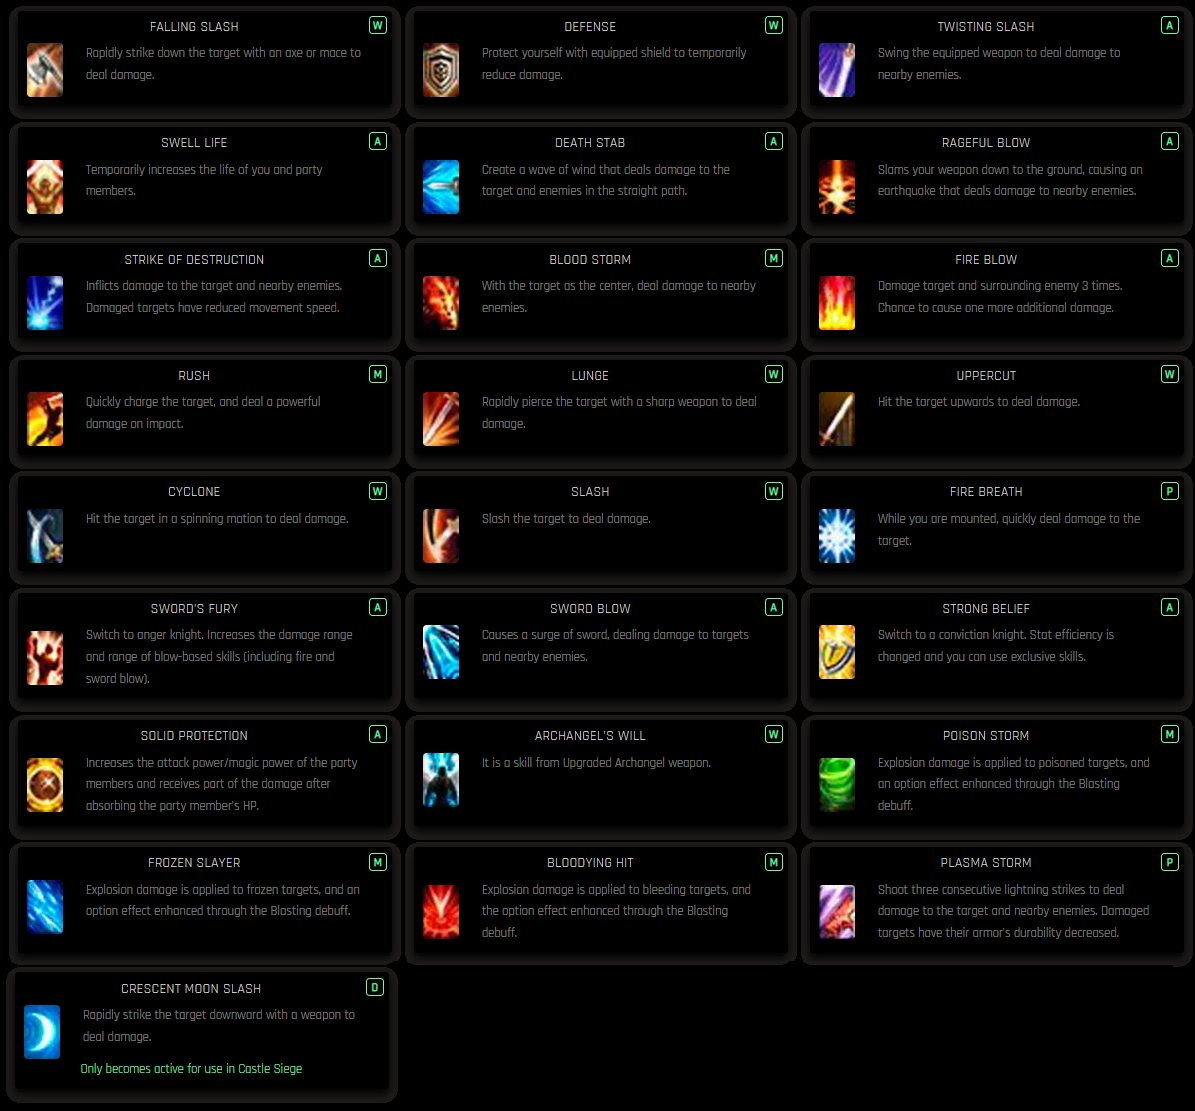 FALLING SLASH
W
Rapidly strike down the target with an axe or mace to
deal damage.
DEFENSE
W
Protect yourself with equipped shield to temporarily
reduce damage.
TWISTING SLASH
A
Swing the equipped weapon to deal damage to
nearby enemies.
SWELL LIFE
A
Temporarily increases the life of you and party
members.
DEATH STAB
A
Create a wave of wind that deals damage to the
target and enemies in the straight path.
RAGEFUL BLOW
A
Slams your weapon down to the ground, causing an
earthquake that deals damage to nearby enemies.
STRIKE OF DESTRUCTION
A
Inflicts damage to the target and nearby enemies.
Damaged targets have reduced movement speed.
BLOOD STORM
M
With the target as the center, deal damage to nearby
enemies.
FIRE BLOW
A
Damage target and surrounding enemy 3 times.
Chance to cause one more additional damage.
RUSH
M
Quickly charge the target, and deal a powerful
damage on impact.
LUNGE
W
Rapidly pierce the target with a sharp weapon to deal
damage.
UPPERCUT
W
Hit the target upwards to deal damage.
CYCLONE
W
Hit the target in a spinning motion to deal damage.
SLASH
W
Slash the target to deal damage.
FIRE BREATH
P
While you are mounted, quickly deal damage to the
target.
SWORD'S FURY
A
Switch to anger knight. Increases the damage range
and range of blow-based skills (including fire and
sword blow).
SWORD BLOW
A
Causes a surge of sword, dealing damage to targets
and nearby enemies.
STRONG BELIEF
A
Switch to a conviction knight. Stat efficiency is
changed and you can use exclusive skills.
SOLID PROTECTION
A
Increases the attack power/magic power of the party
members and receives part of the damage after
absorbing the party member's HP.
ARCHANGEL'S WILL
W
It is a skill from Upgraded Archangel weapon.
POISON STORM
M
Explosion damage is applied to poisoned targets, and
an option effect enhanced through the Blasting
debuff.
FROZEN SLAYER
M
Explosion damage is applied to frozen targets, and an
option effect enhanced through the Blasting debuff.
BLOODYING HIT
M
Explosion damage is applied to bleeding targets, and
the option effect enhanced through the Blasting
debuff.
PLASMA STORM
P
Shoot three consecutive lightning strikes to deal
damage to the target and nearby enemies. Damaged
targets have their armor's durability decreased.
CRESCENT MOON SLASH
D
Rapidly strike the target downward with a weapon to
deal damage.
Only becomes active for use in Castle Siege